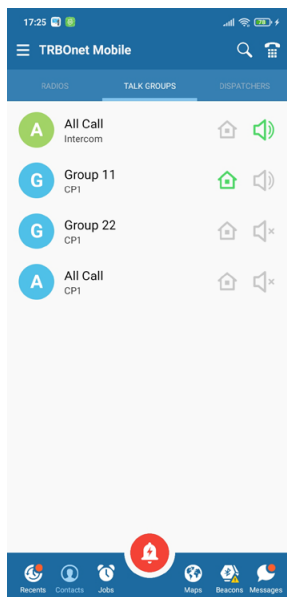 17:25
78
TRBOnet Mobile
RADIOS TALK GROUPS DISPATCHERS
A All Call
Intercom
G Group 11
CP1
G Group 22
CP1
A All Call
CP1
Recents Contacts Jobs Maps Beacons Messages